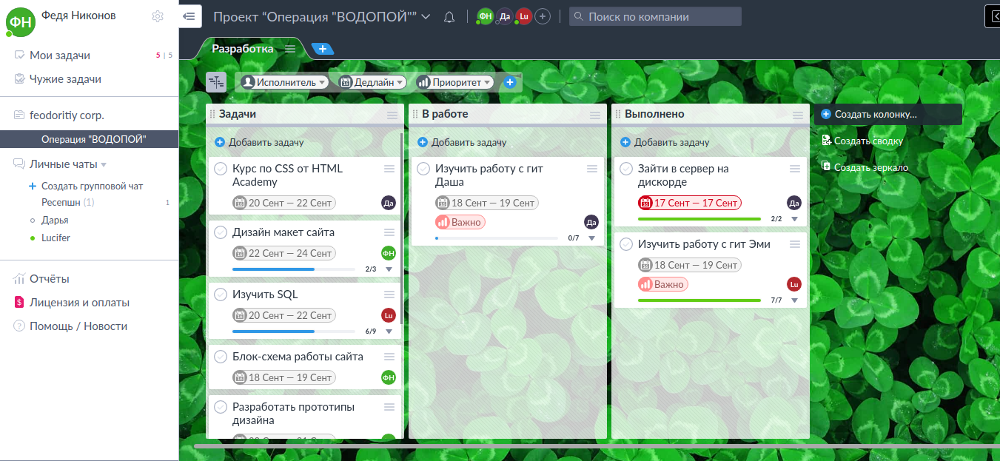 ФН
Федя Никонов
Мои задачи
5 | 5
Чужие задачи
feodoritiy corp.
Операция "ВОДОПОЙ"
Личные чаты
Создать групповой чат
Ресепшн (1)
1
Дарья
Lucifer
Отчёты
Лицензия и оплаты
Помощь / Новости
Проект “Операция "ВОДОПОЙ"”
ФН
Да
Lu
Поиск по компании
Разработка
Исполнитель
Дедлайн
Приоритет
Задачи
Добавить задачу
Курс по CSS от HTML
Academy
20 Сент — 22 Сент
Да
Дизайн макет сайта
22 Сент — 24 Сент
ФН
2/3
Изучить SQL
20 Сент — 22 Сент
Lu
6/9
Блок-схема работы сайта
18 Сент — 19 Сент
ФН
Разработать прототипы
дизайна
В работе
Добавить задачу
Изучить работу с гит
Даша
18 Сент — 19 Сент
Важно
Да
0/7
Выполнено
Добавить задачу
Зайти в сервер на
дискорде
17 Сент — 17 Сент
Да
2/2
Изучить работу с гит Эми
18 Сент — 19 Сент
Важно
Lu
7/7
Создать колонку...
Создать сводку
Создать зеркало